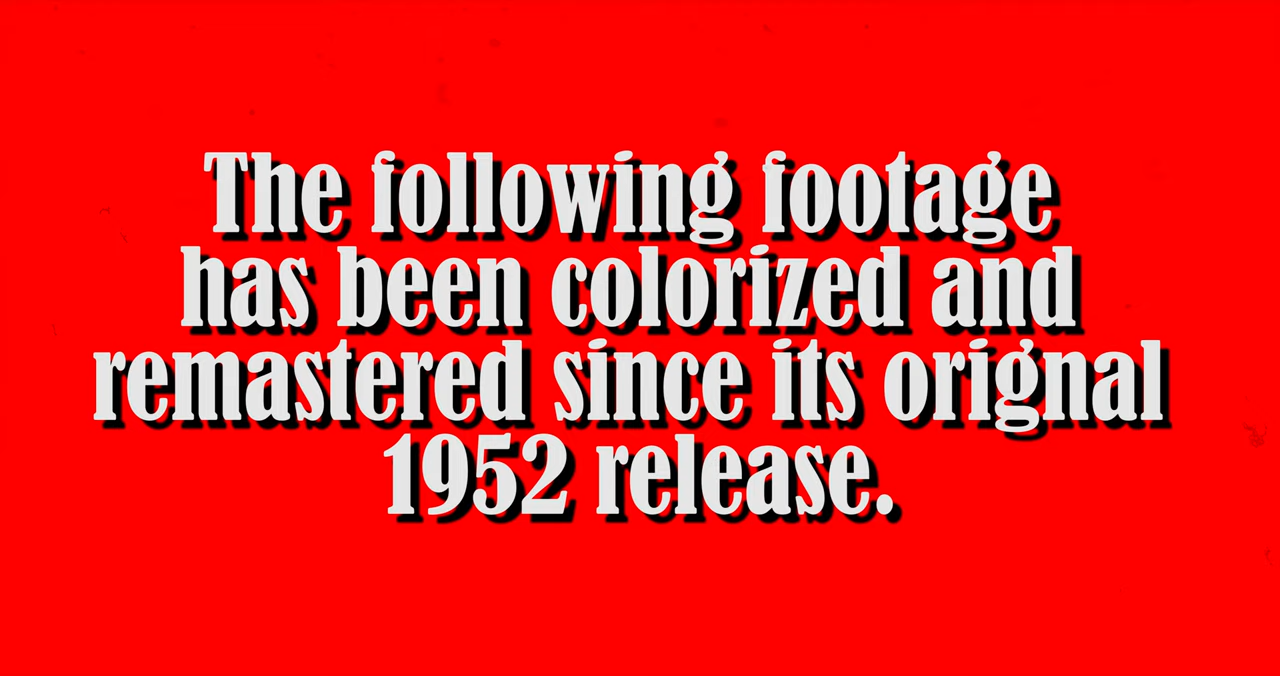 The following footage
has been colorized and
remastered since its orignal
1952 release.